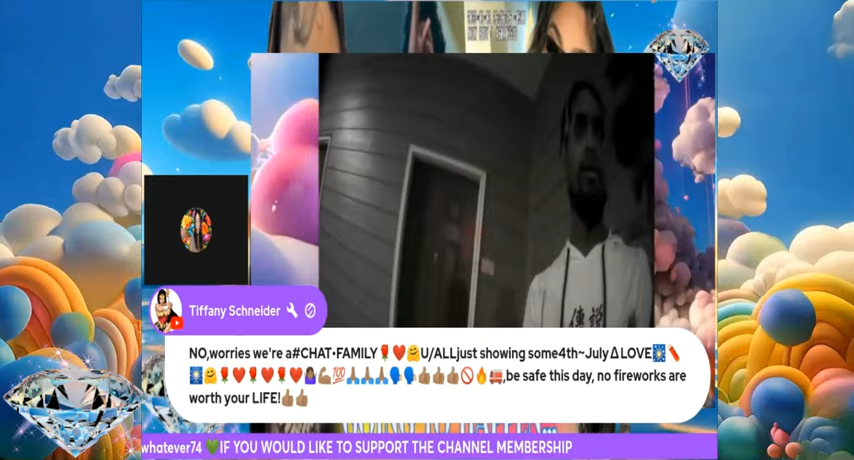 Tiffany Schneider
NO,worries we're a#CHAT•FAMILY🌹❤️🤗U/ALLjust showing some4th~July∆LOVE🎆🧨
🎆🤗🌹❤️🌹❤️🌹❤️🤷🏾‍♀️💪🏽💯🙏🏽🙏🏽🙏🏽🗣️🗣️👍🏽👍🏽👍🏽🚫🔥🚒,be safe this day, no fireworks are
worth your LIFE!👍🏽👍🏽
whatever74 💚IF YOU WOULD LIKE TO SUPPORT THE CHANNEL MEMBERSHIP